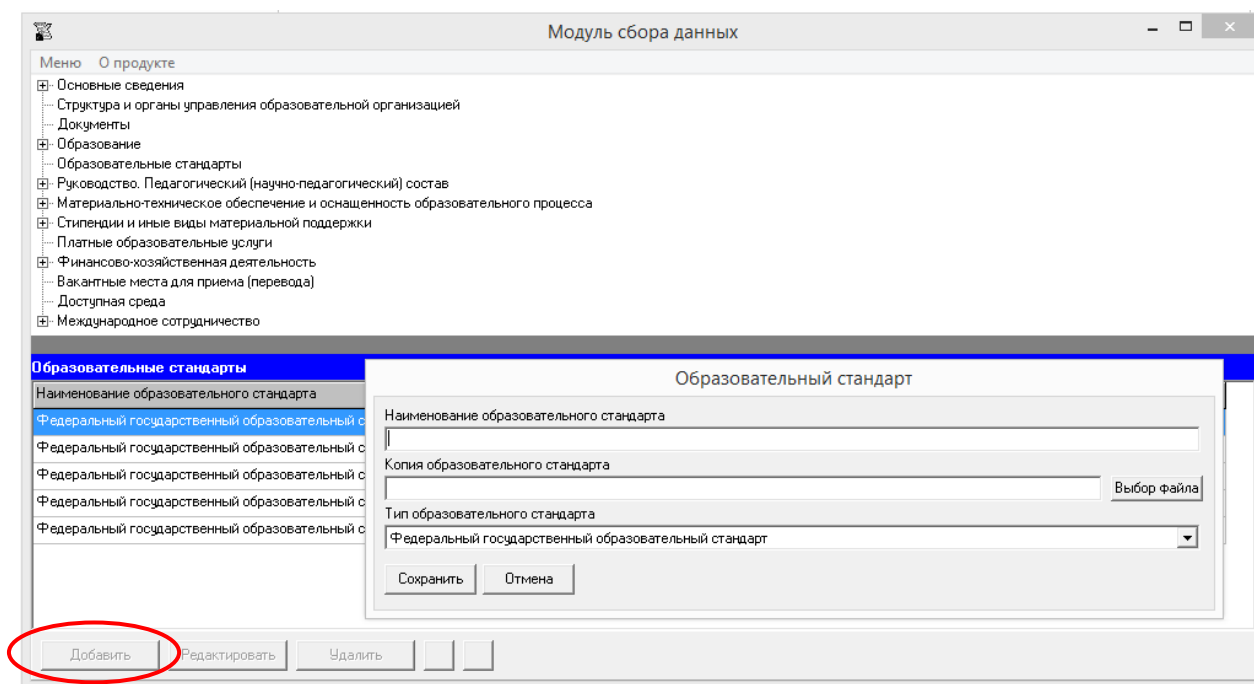 Модуль сбора данных
Меню О продукте
Основные сведения
Структура и органы управления образовательной организацией
Документы
Образование
Образовательные стандарты
Руководство. Педагогический (научно-педагогический) состав
Материально-техническое обеспечение и оснащенность образовательного процесса
Стипендии и иные виды материальной поддержки
Платные образовательные услуги
Финансово-хозяйственная деятельность
Вакантные места для приема (перевода)
Доступная среда
Международное сотрудничество
Образовательные стандарты
Наименование образовательного стандарта
Федеральный государственный образовательный с
Федеральный государственный образовательный с
Федеральный государственный образовательный с
Федеральный государственный образовательный с
Федеральный государственный образовательный с
Образовательный стандарт
Наименование образовательного стандарта
Копия образовательного стандарта
Выбор файла
Тип образовательного стандарта
Федеральный государственный образовательный стандарт
Сохранить Отмена
Добавить Редактировать Удалить